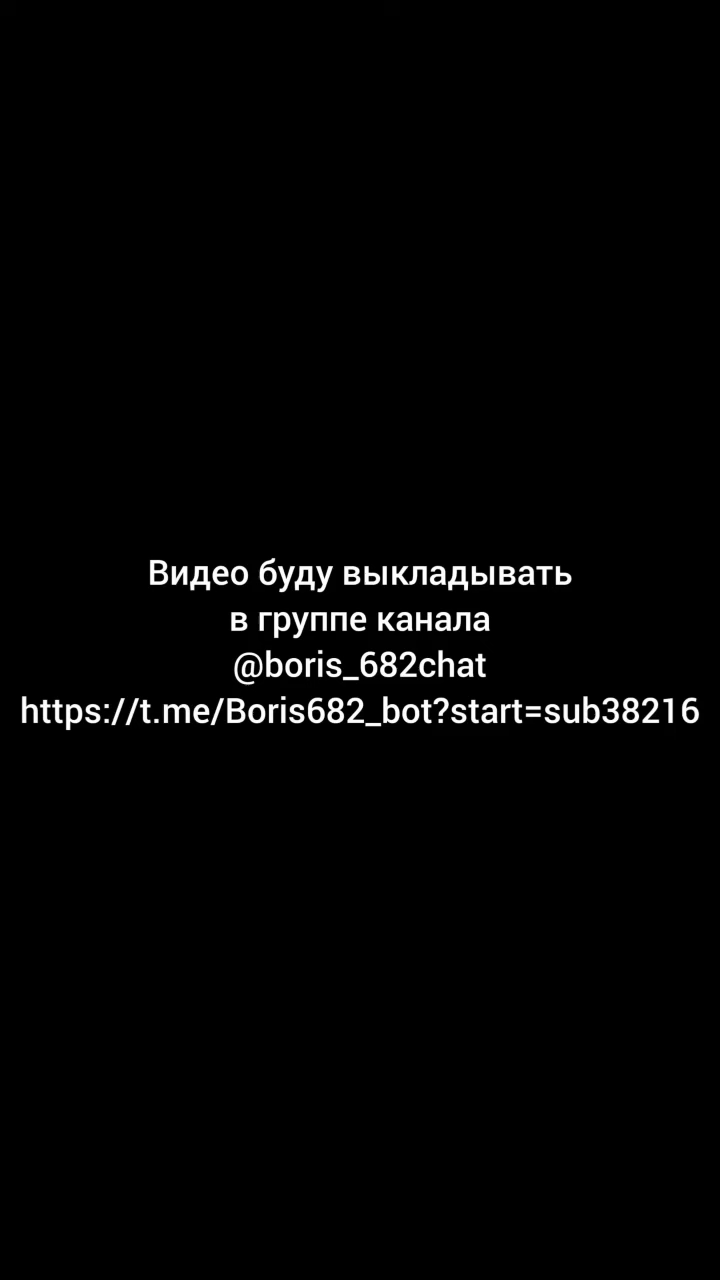 Видео буду выкладывать
в группе канала
@boris_682chat
https://t.me/Boris682_bot?start=sub38216